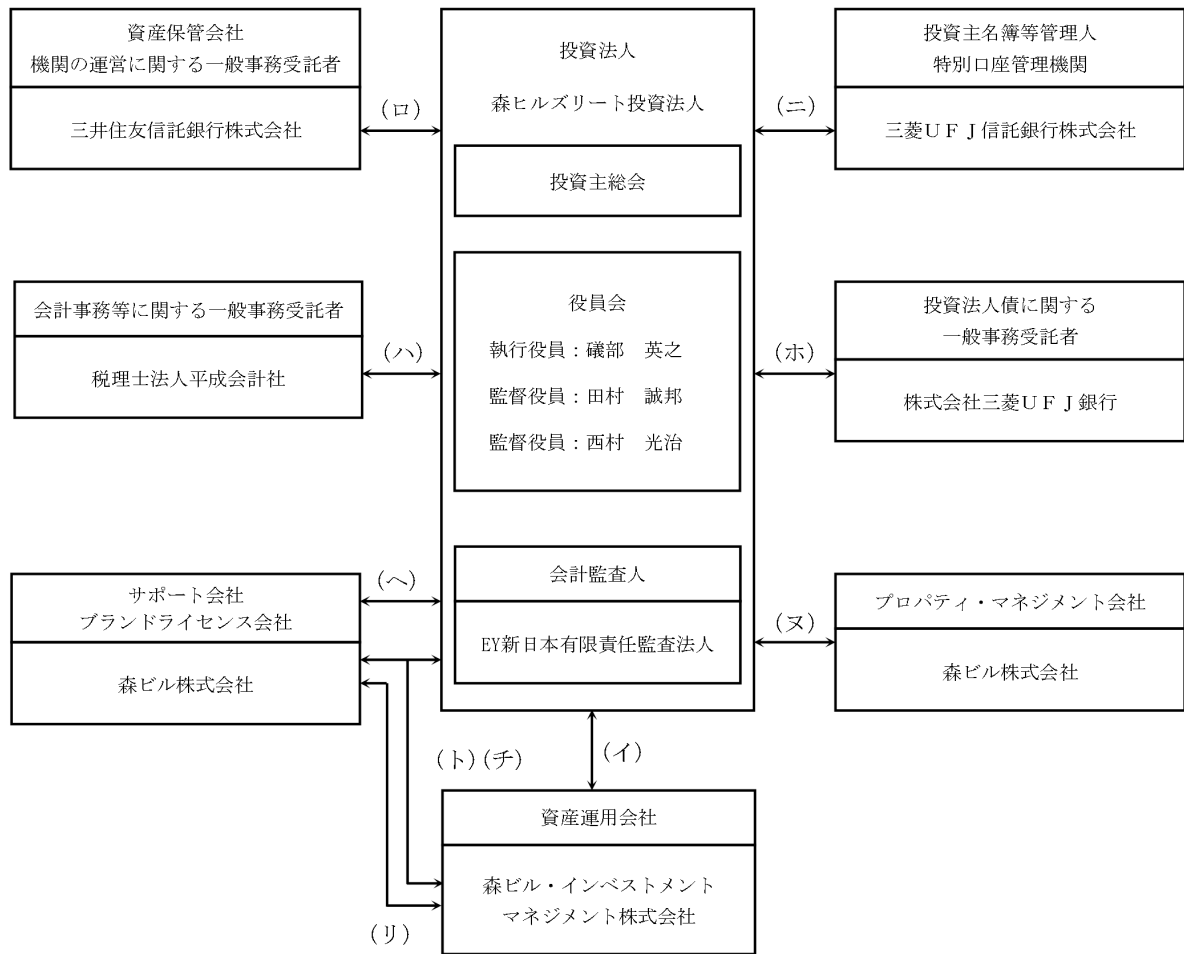 資産保管会社
機関の運営に関する一般事務受託者
三井住友信託銀行株式会社
(ロ)
投資法人
森ヒルズリート投資法人
投資主総会
(ニ)
投資主名簿等管理人
特別口座管理機関
三菱UFJ信託銀行株式会社
会計事務等に関する一般事務受託者
税理士法人平成会計社
(ハ)
役員会
執行役員:礒部 英之
監督役員:田村 誠邦
監督役員:西村 光治
(ホ)
投資法人債に関する
一般事務受託者
株式会社三菱UFJ銀行
サポート会社
ブランドライセンス会社
森ビル株式会社
(ヘ)
会計監査人
EY新日本有限責任監査法人
(ヌ)
プロパティ・マネジメント会社
森ビル株式会社
(ト)(チ)
(イ)
資産運用会社
森ビル・インベストメント
マネジメント株式会社
(リ)